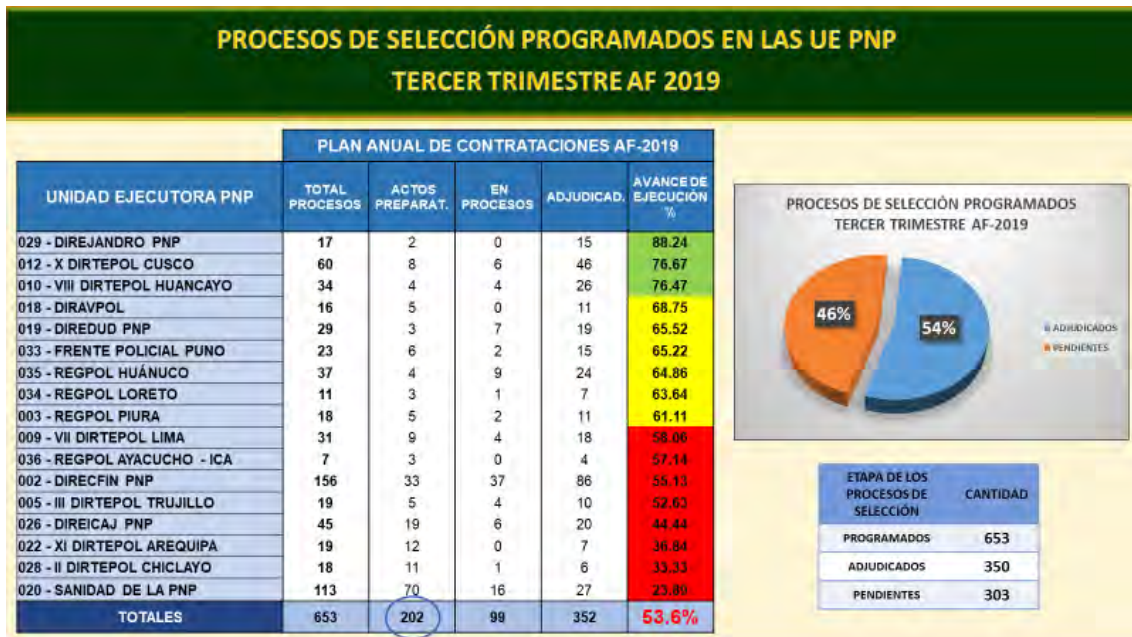 PROCESOS DE SELECCIÓN PROGRAMADOS EN LAS UE PNP
TERCER TRIMESTRE AF 2019
PLAN ANUAL DE CONTRATACIONES AF-2019
UNIDAD EJECUTORA PNP TOTAL PROCESOS ACTOS PREPARAT. EN PROCESOS ADJUDICAD. AVANCE DE EJECUCIÓN %
029 - DIREJANDRO PNP 17 2 0 15 88.24
012 - X DIRTEPOL CUSCO 60 8 6 46 76.67
010 - VIII DIRTEPOL HUANCAYO 34 4 4 26 76.47
018 - DIRAVPOL 16 5 0 11 68.75
019 - DIREDUD PNP 29 3 7 19 65.52
033 - FRENTE POLICIAL PUNO 23 6 2 15 65.22
035 - REGPOL HUÁNUCO 37 4 9 24 64.86
034 - REGPOL LORETO 11 3 1 7 63.64
003 - REGPOL PIURA 18 5 2 11 61.11
009 - VII DIRTEPOL LIMA 31 9 4 18 58.06
036 - REGPOL AYACUCHO - ICA 7 3 0 4 57.14
002 - DIRECFIN PNP 156 33 37 86 55.13
005 - III DIRTEPOL TRUJILLO 19 5 4 10 52.63
026 - DIREICAJ PNP 45 19 6 20 44.44
022 - XI DIRTEPOL AREQUIPA 19 12 0 7 36.84
028 - II DIRTEPOL CHICLAYO 18 11 1 6 33.33
020 - SANIDAD DE LA PNP 113 70 16 27
TOTALES 653 202 99 352 53.6%
PROCESOS DE SELECCIÓN PROGRAMADOS
TERCER TRIMESTRE AF-2019
46%
54%
ADJUDICADOS
PENDIENTES
ETAPA DE LOS PROCESOS DE SELECCIÓN CANTIDAD
PROGRAMADOS 653
ADJUDICADOS 350
PENDIENTES 303